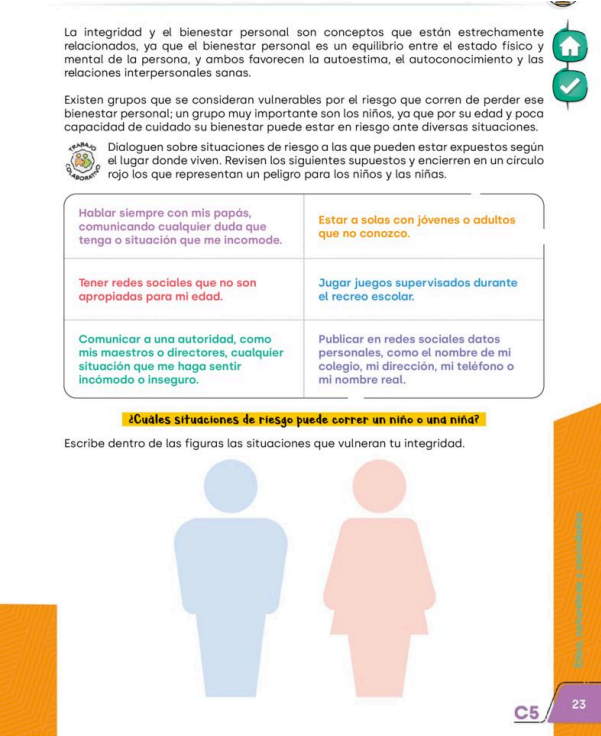 La integridad y el bienestar personal son conceptos que están estrechamente
relacionados, ya que el bienestar personal es un equilibrio entre el estado físico y
mental de la persona, y ambos favorecen la autoestima, el autoconocimiento y las
relaciones interpersonales sanas.
Existen grupos que se consideran vulnerables por el riesgo que corren de perder ese
bienestar personal; un grupo muy importante son los niños, ya que por su edad y poca
capacidad de cuidado su bienestar puede estar en riesgo ante diversas situaciones.
TRABAJO
COLABORATIVO
Dialoguen sobre situaciones de riesgo a las que pueden estar expuestos según
el lugar donde viven. Revisen los siguientes supuestos y encierren en un círculo
rojo los que representan un peligro para los niños y las niñas.
Hablar siempre con mis papás,
comunicando cualquier duda que
tenga o situación que me incomode.
Estar a solas con jóvenes o adultos
que no conozco.
Tener redes sociales que no son
apropiadas para mi edad.
Jugar juegos supervisados durante
el recreo escolar.
Comunicar a una autoridad, como
mis maestros o directores, cualquier
situación que me haga sentir
incómodo o inseguro.
Publicar en redes sociales datos
personales, como el nombre de mi
colegio, mi dirección, mi teléfono o
mi nombre real.
¿Cuáles situaciones de riesgo puede correr un niño o una niña?
Escribe dentro de las figuras las situaciones que vulneran tu integridad.
Ética, naturaleza y sociedades
C5
23